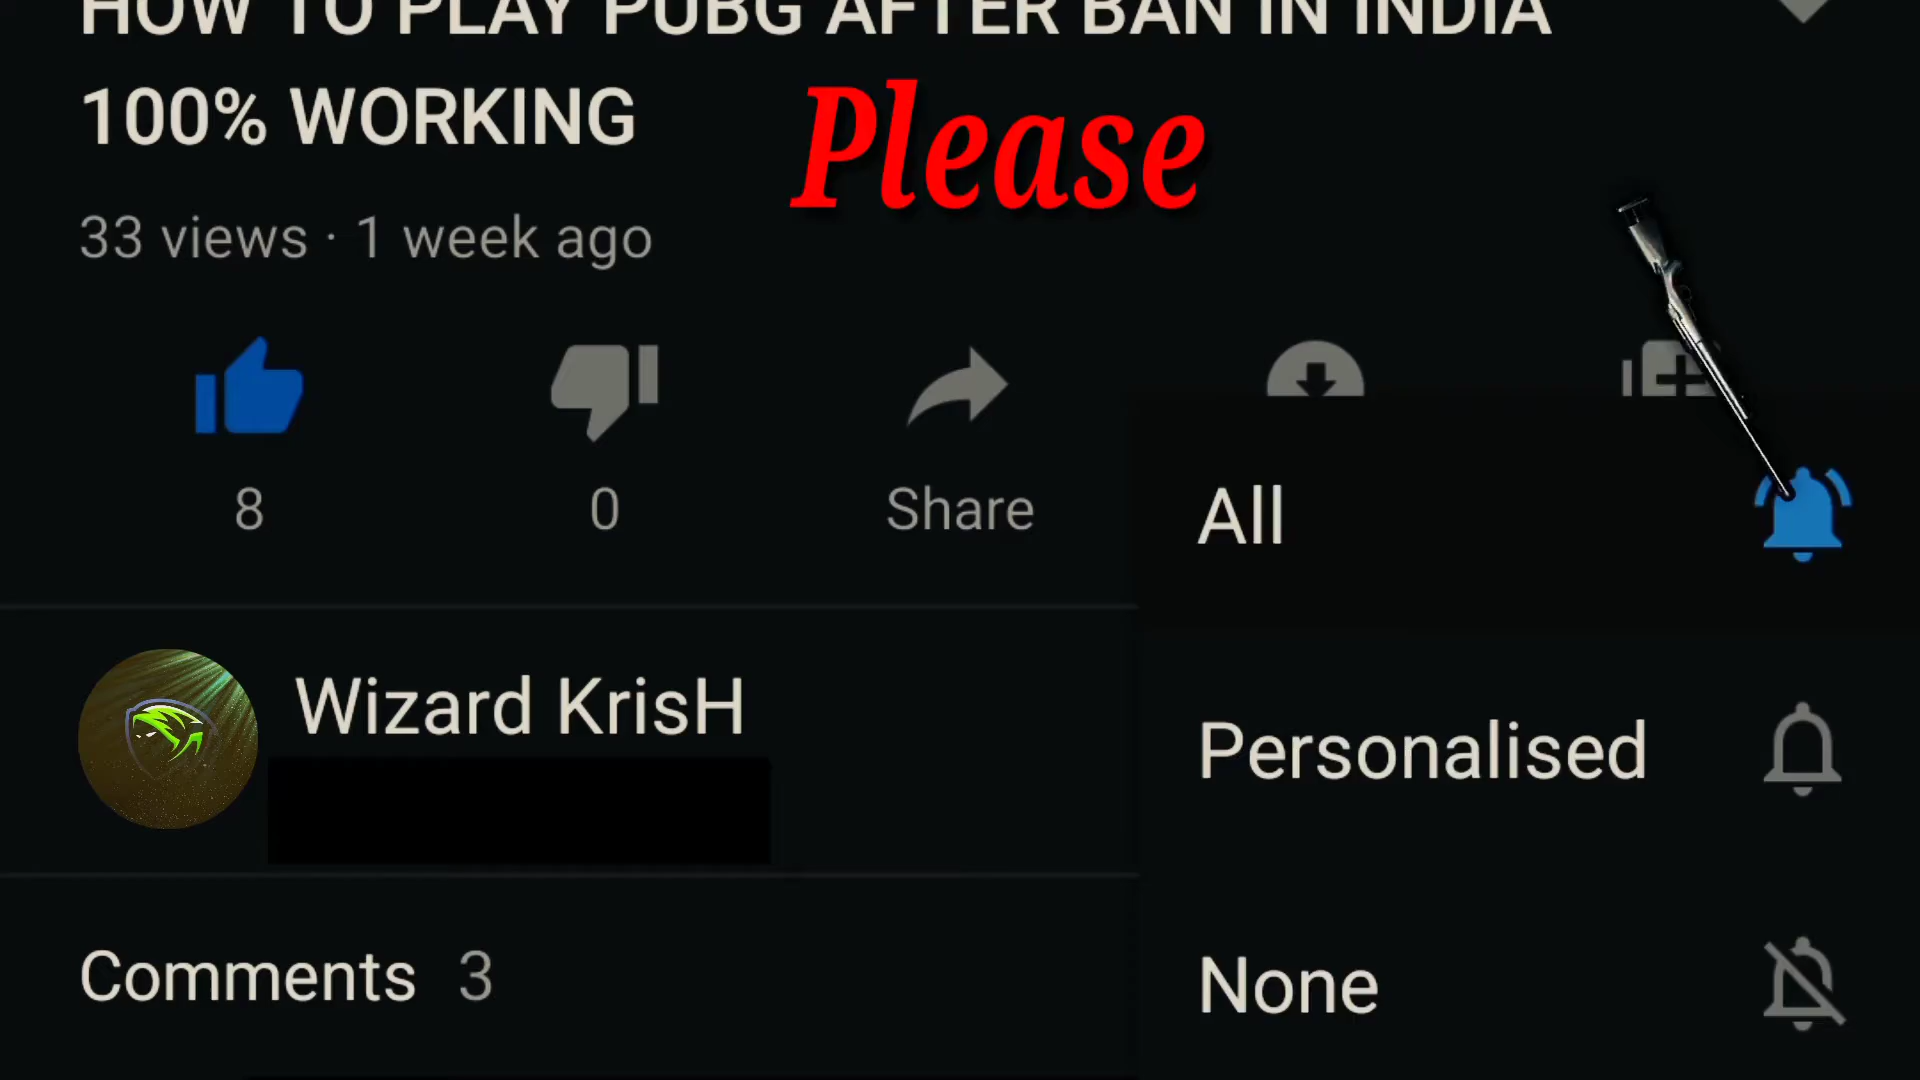 HOW TO PLAY PUBG AFTER BAN IN INDIA
100% WORKING
Please
33 views · 1 week ago
8
0
Share
All
Wizard KrisH
Personalised
Comments 3
None